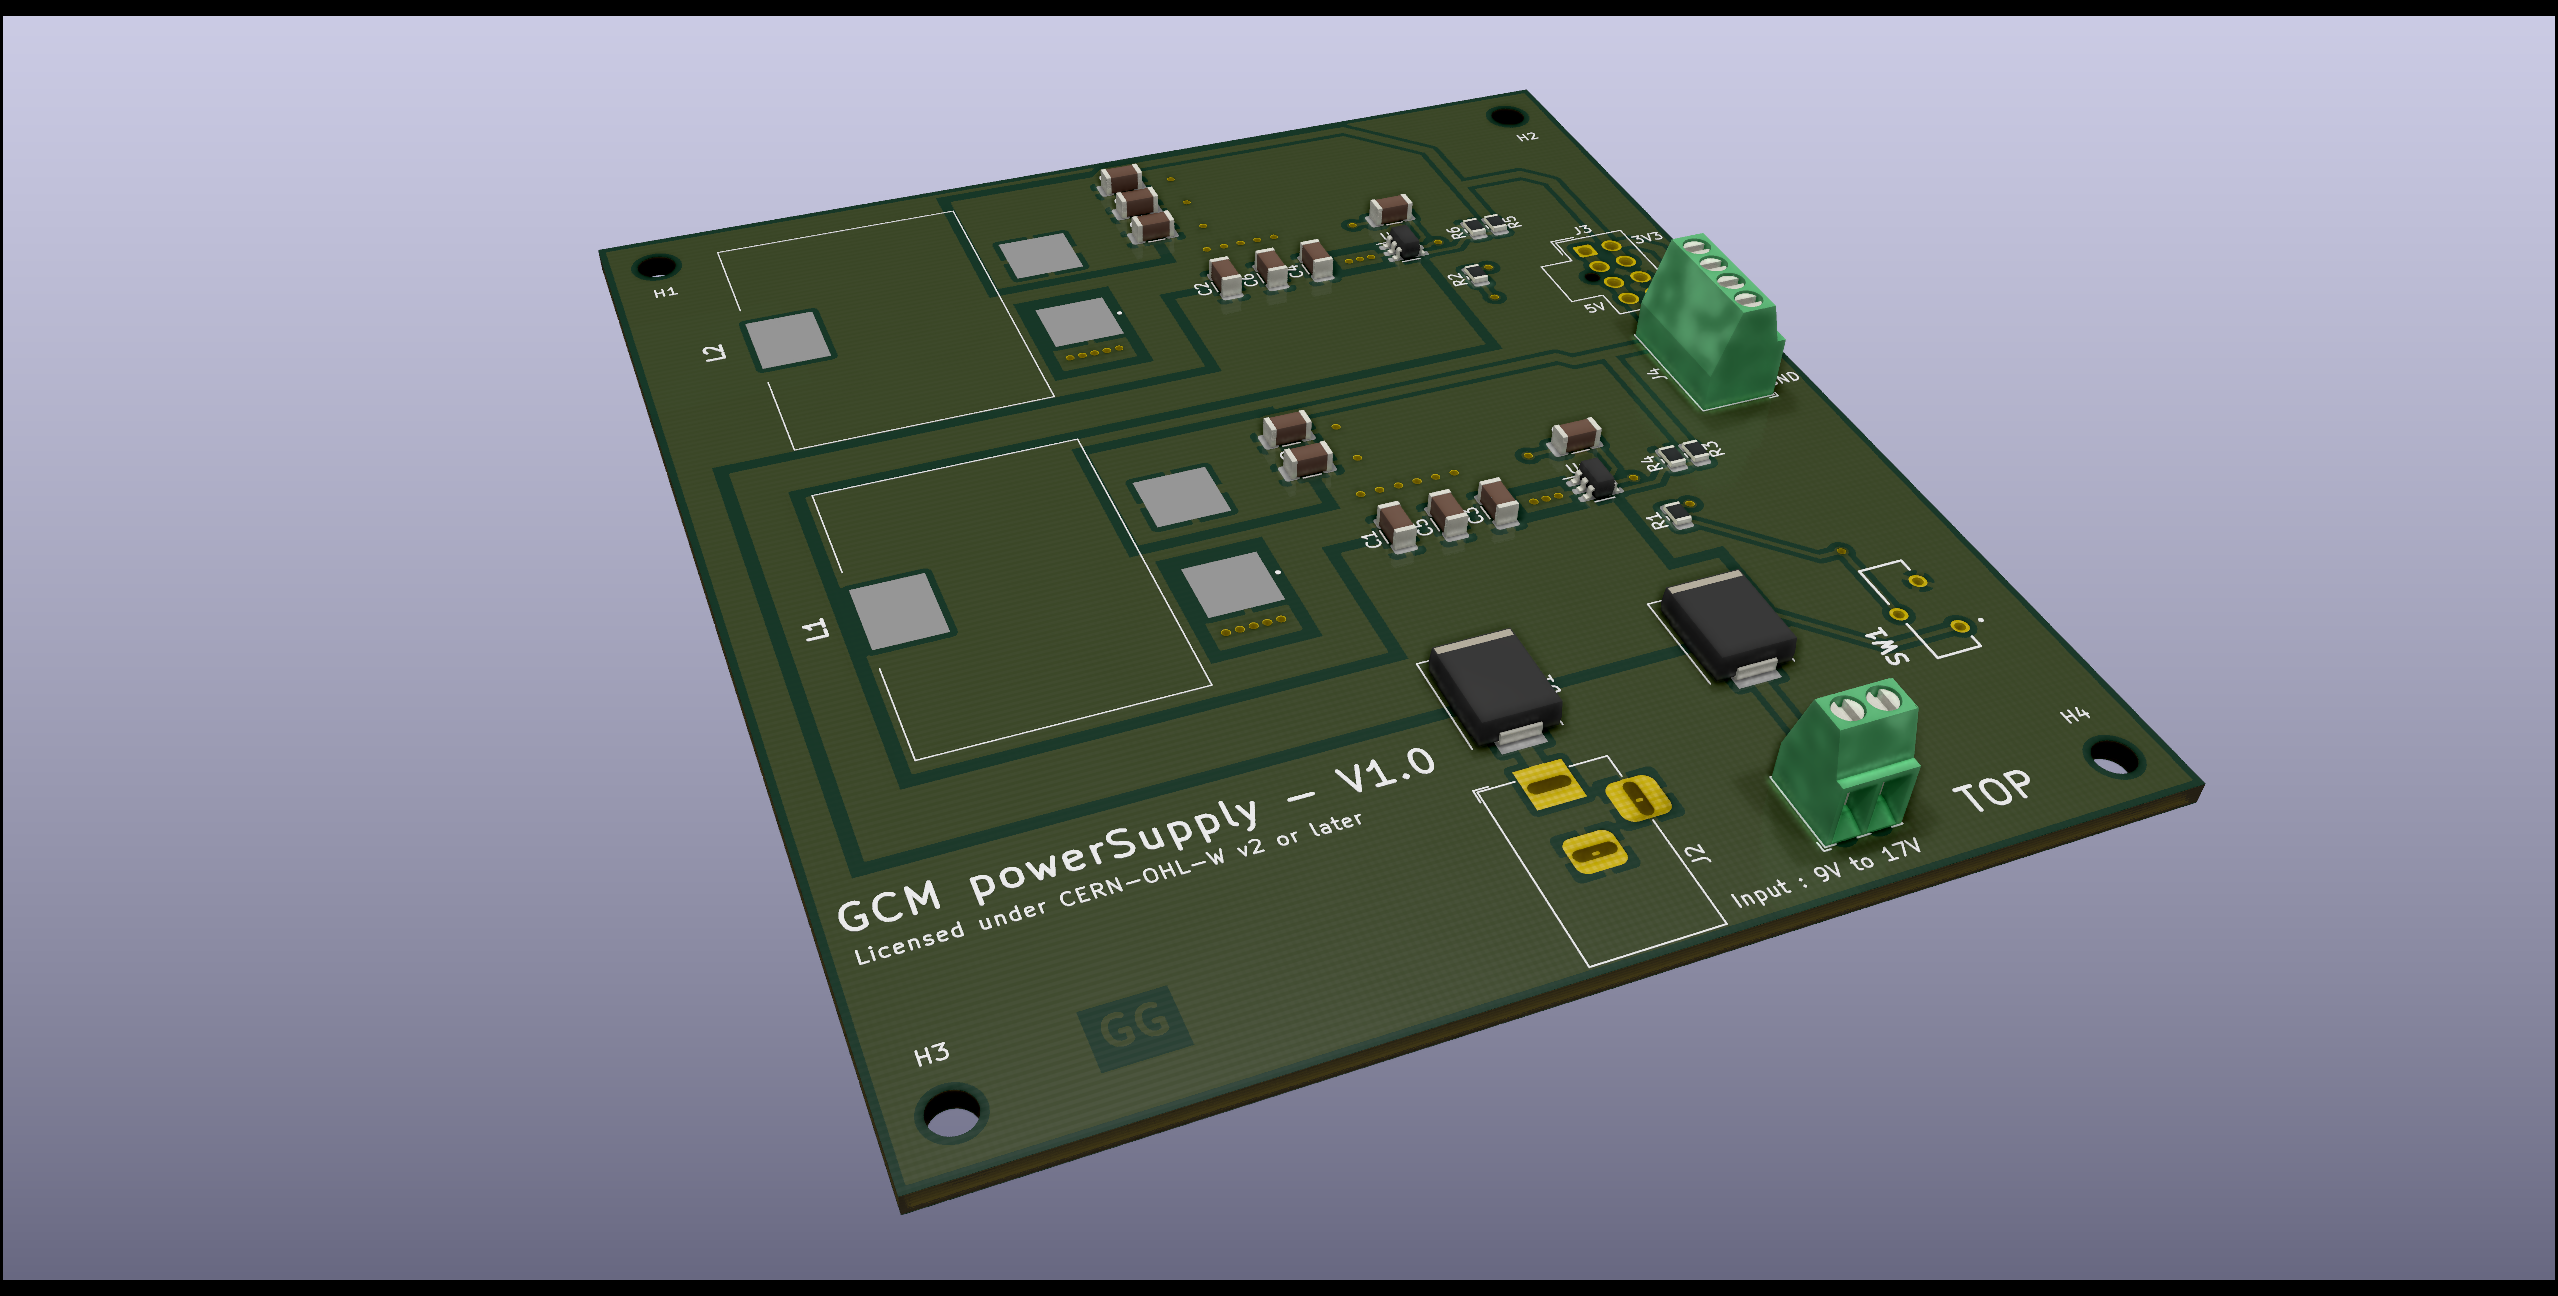 H2
H1
R5
R6
J3
3V3
R2
5V
L2
C2
C6
C4
J4
R3
R4
R1
C1
C5
C3
L1
SW1
H4
GCM powerSupply - V1.0
Licensed under CERN-OHL-W v2 or later
J2
TOP
Input : 9V to 17V
GG
H3